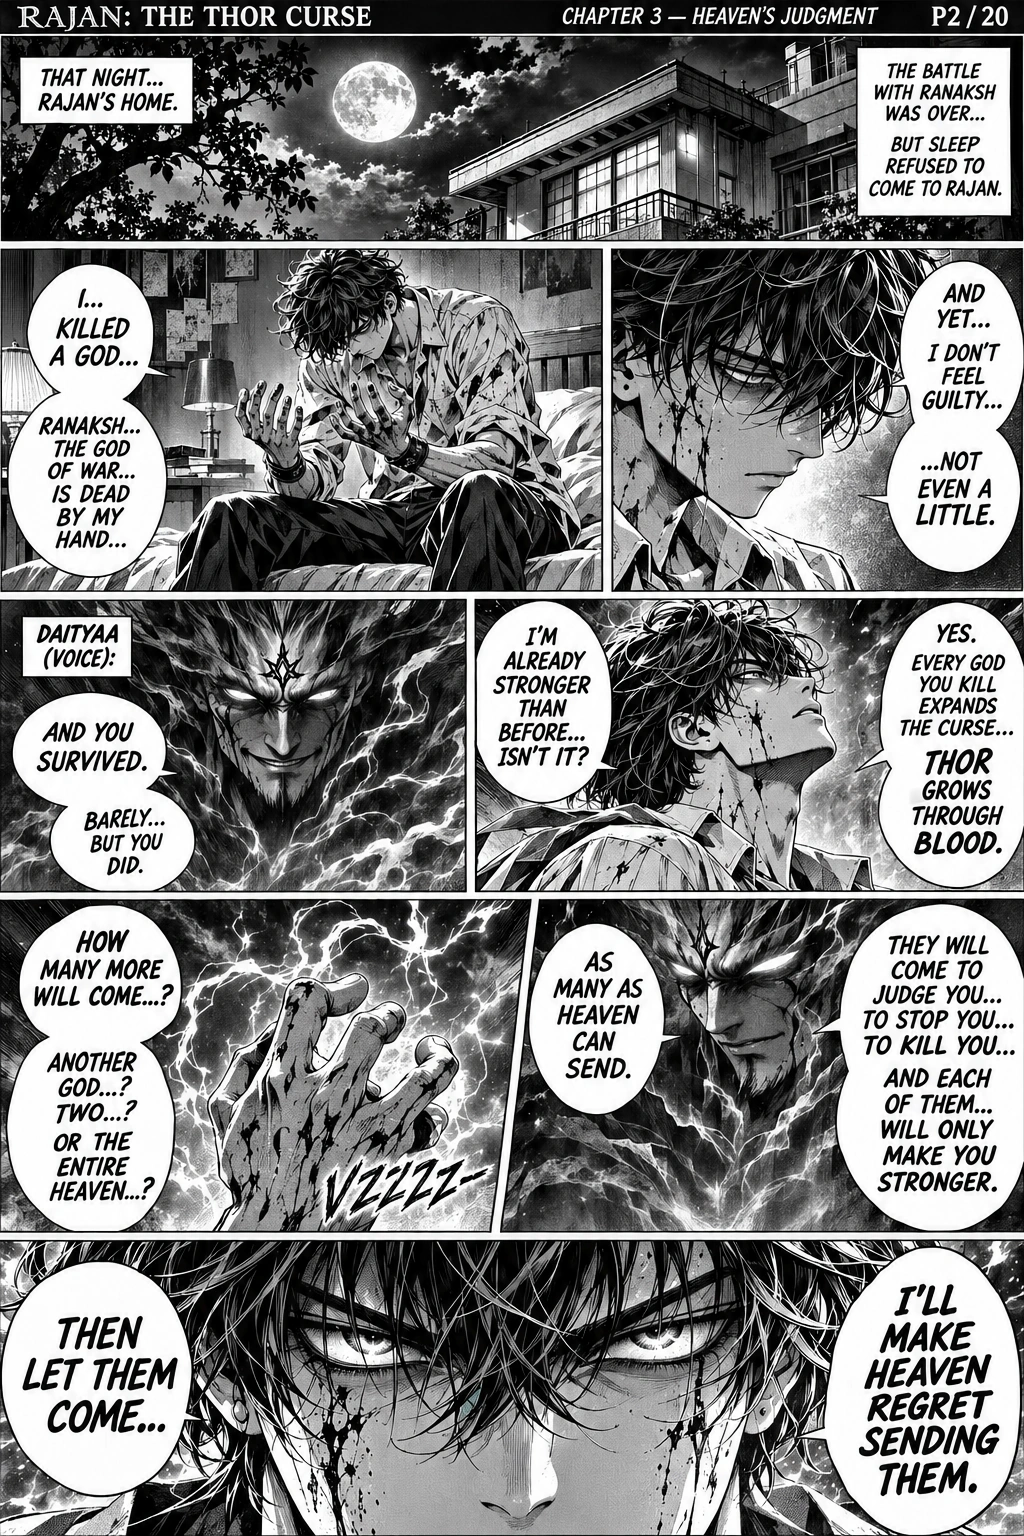 RAJAN: THE THOR CURSE
CHAPTER 3 — HEAVEN'S JUDGMENT
P2 / 20
THAT NIGHT...
RAJAN'S HOME.
THE BATTLE
WITH RANAKSH
WAS OVER...
BUT SLEEP
REFUSED TO
COME TO RAJAN.
I...
KILLED
A GOD...
RANAKSH...
THE GOD
OF WAR...
IS DEAD
BY MY
HAND...
AND
YET...
I DON'T
FEEL
GUILTY...
...NOT
EVEN A
LITTLE.
DAITYAA
(VOICE):
AND YOU
SURVIVED.
BARELY...
BUT YOU
DID.
I'M
ALREADY
STRONGER
THAN
BEFORE...
ISN'T IT?
YES.
EVERY GOD
YOU KILL
EXPANDS
THE CURSE...
THOR
GROWS
THROUGH
BLOOD.
HOW
MANY MORE
WILL COME...?
ANOTHER
GOD...?
TWO...?
OR THE
ENTIRE
HEAVEN...?
VZZZZ-
AS
MANY AS
HEAVEN
CAN
SEND.
THEY WILL
COME TO
JUDGE YOU...
TO STOP YOU...
TO KILL YOU...
AND EACH
OF THEM...
WILL ONLY
MAKE YOU
STRONGER.
THEN
LET THEM
COME...
I'LL
MAKE
HEAVEN
REGRET
SENDING
THEM.